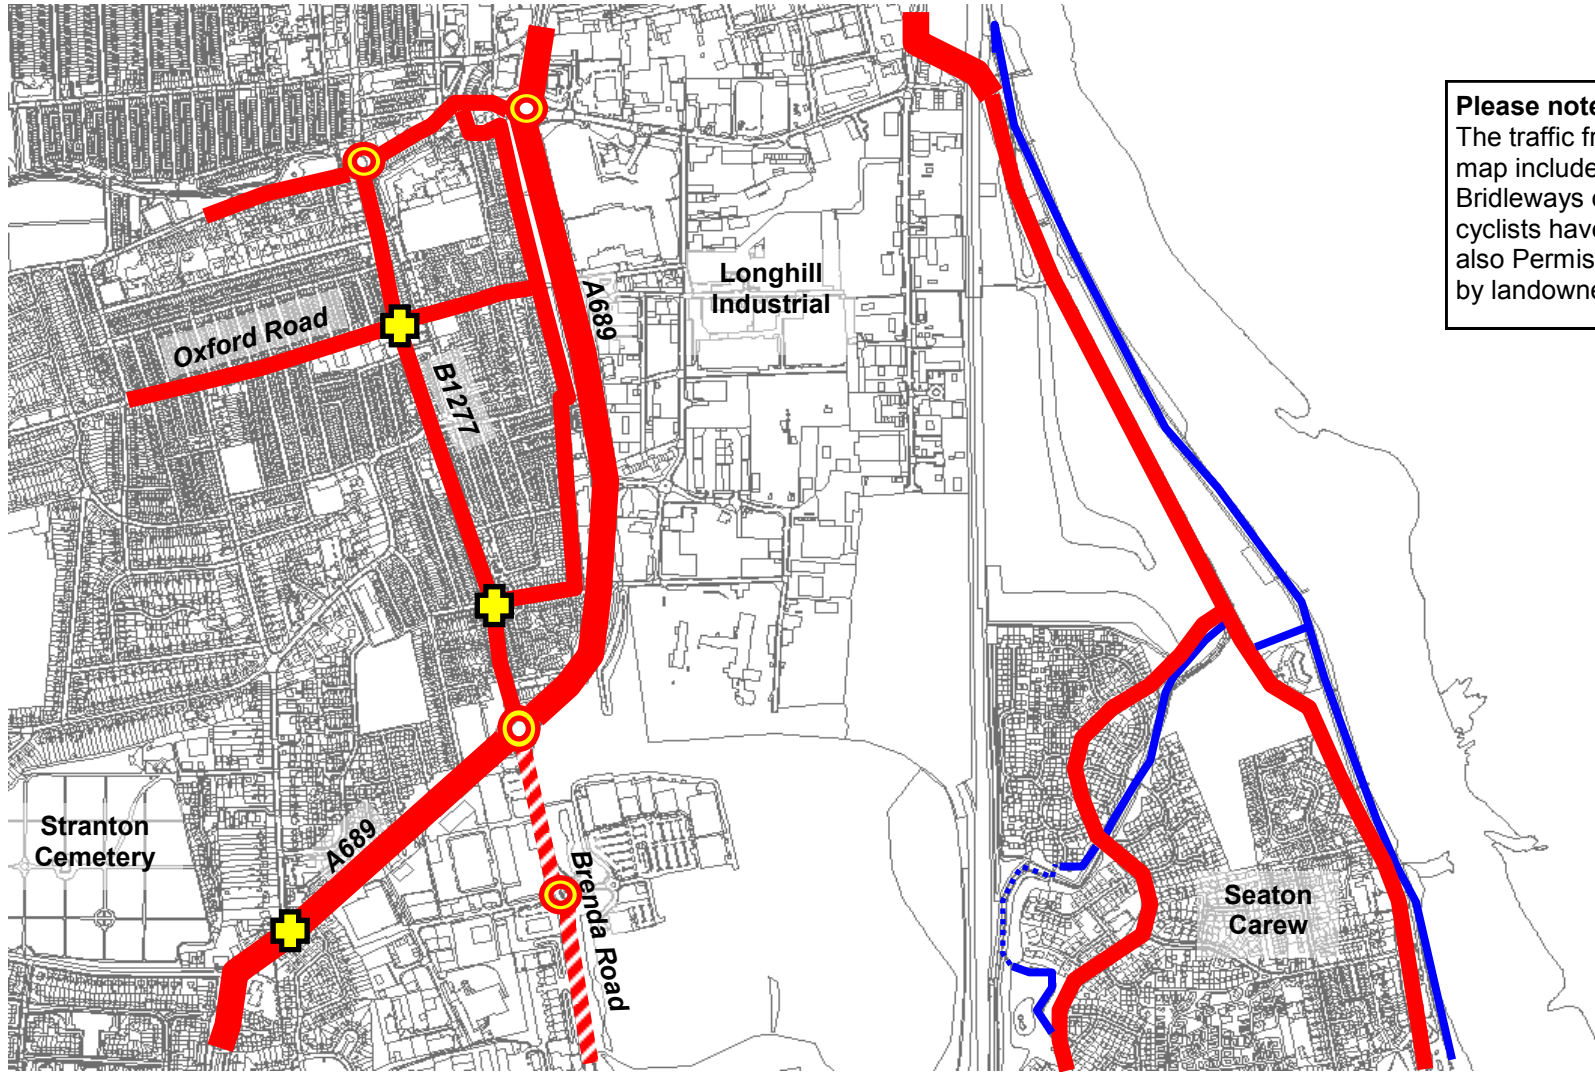 Please note
The traffic fr
map include
Bridleways
cyclists have
also Permis
by landowne
Longhill
Industrial
A689
Oxford Road
B1277
Stranton
Cemetery
A689
Brenda Road
Seaton
Carew